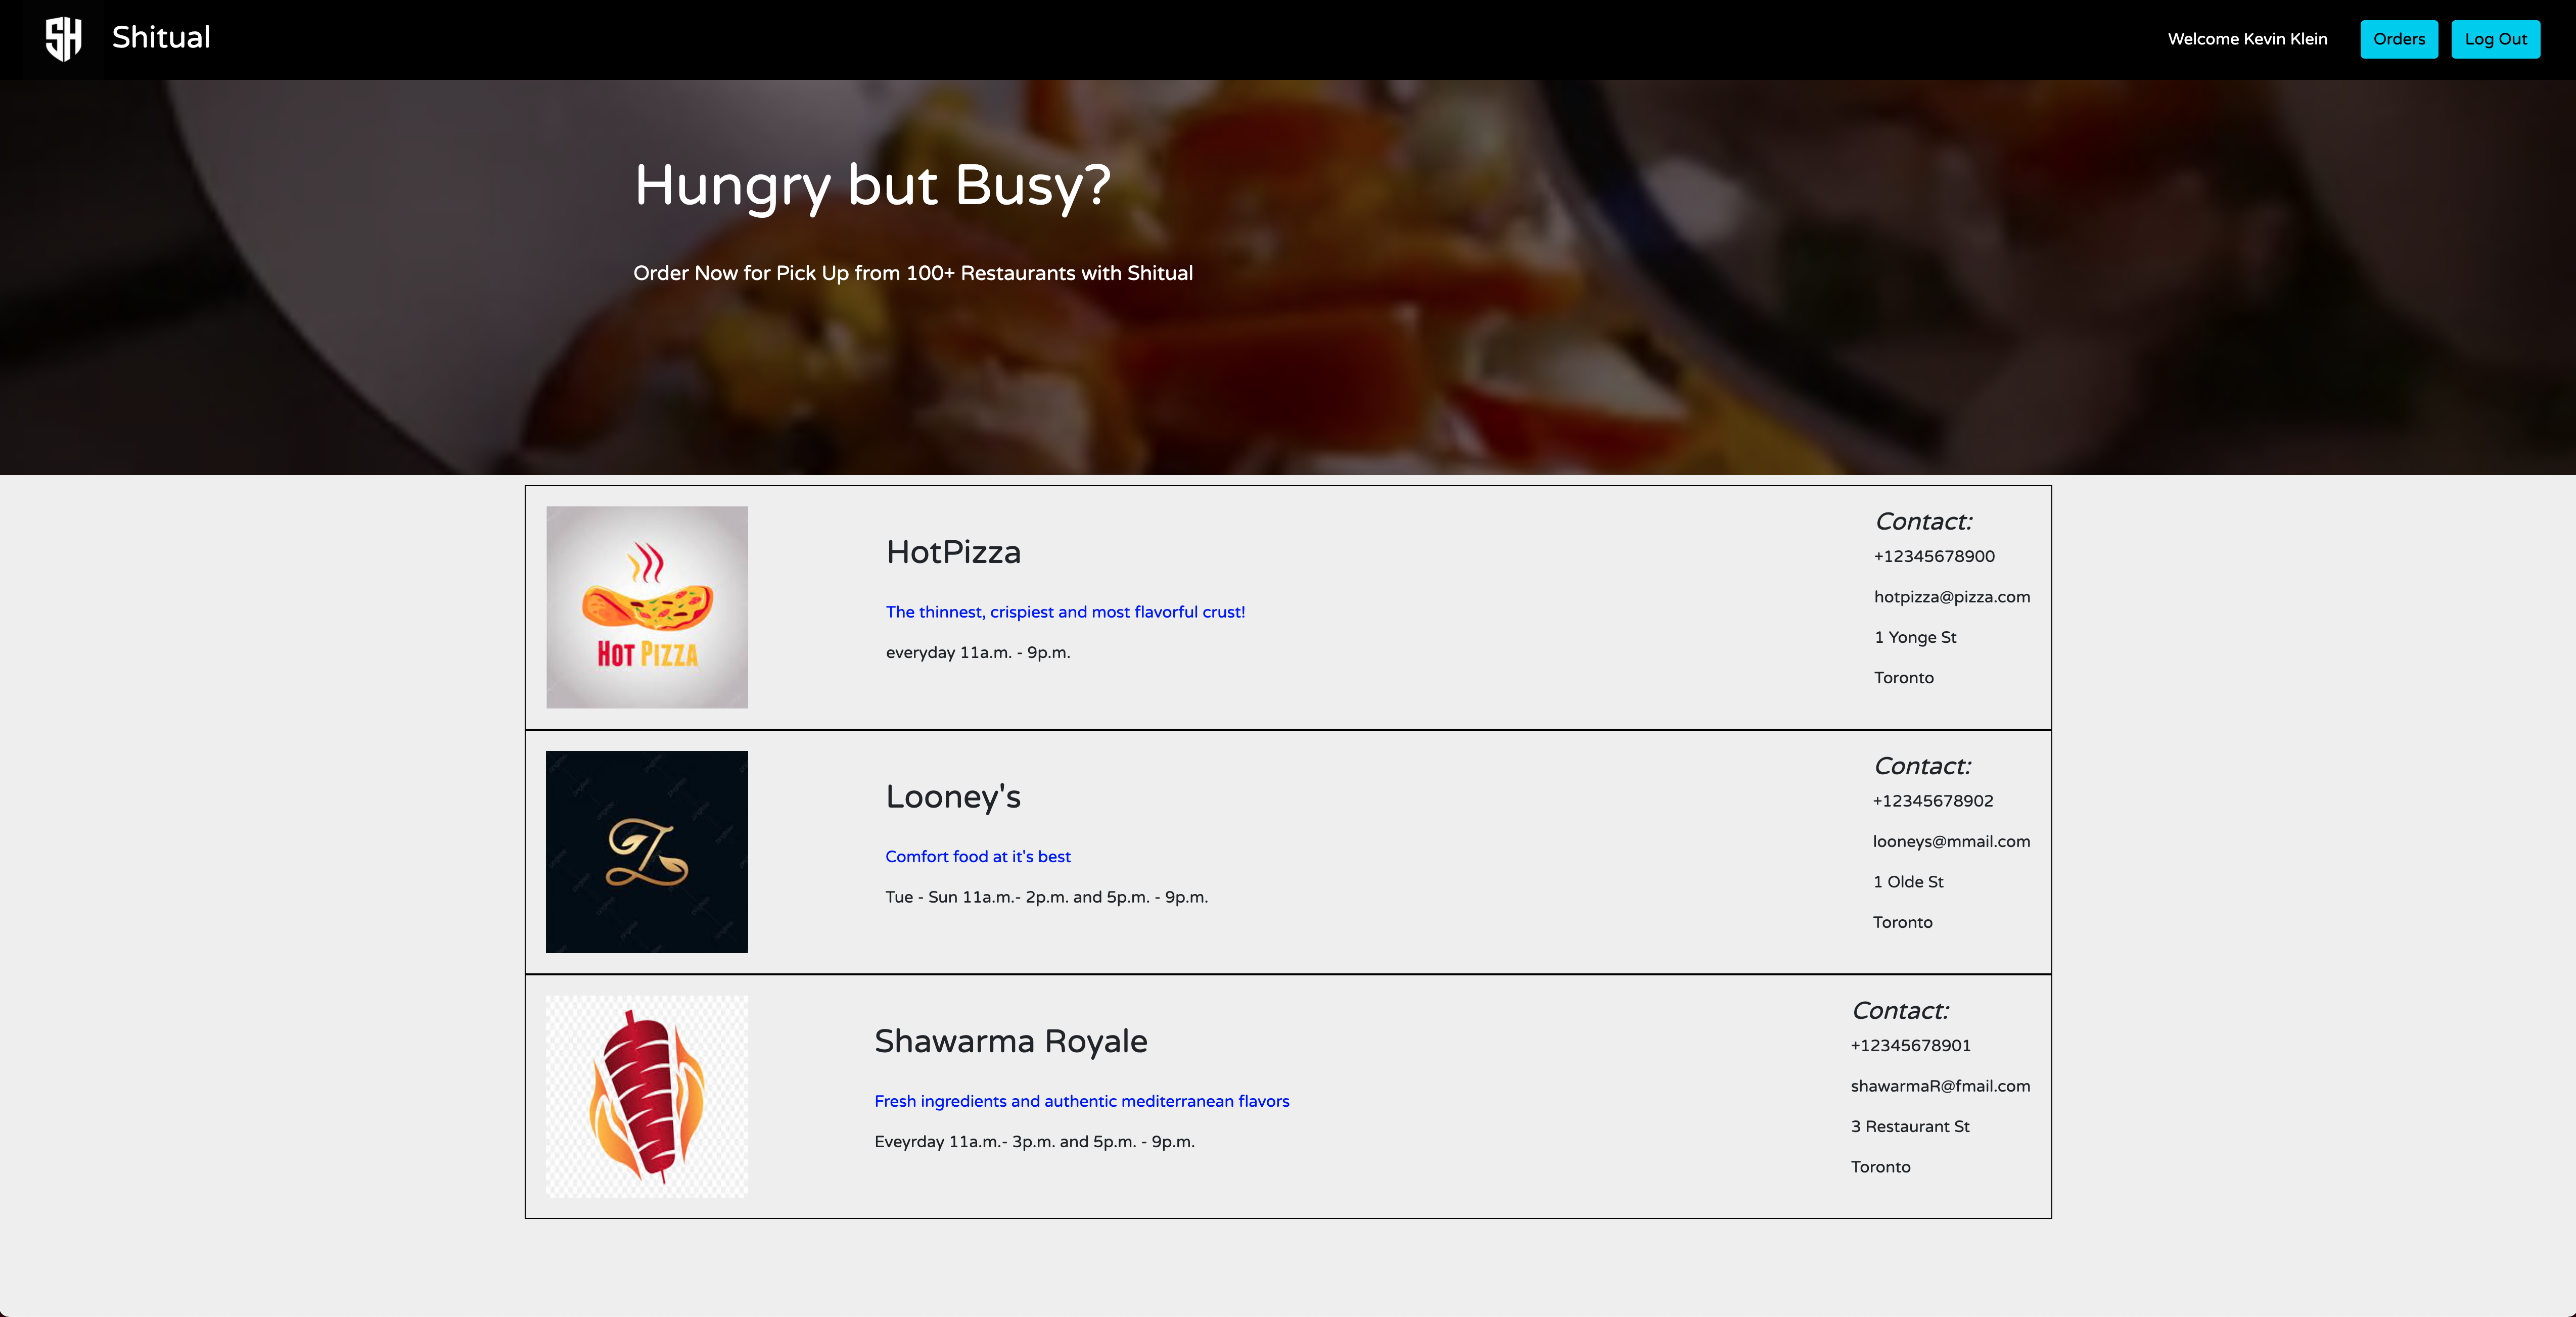 SH Shitual
Welcome Kevin Klein Orders Log Out
Hungry but Busy?
Order Now for Pick Up from 100+ Restaurants with Shitual
HOT PIZZA
HotPizza
The thinnest, crispiest and most flavorful crust!
everyday 11a.m. - 9p.m.
Contact:
+12345678900
hotpizza@pizza.com
1 Yonge St
Toronto
Looney's
Comfort food at it's best
Tue - Sun 11a.m.- 2p.m. and 5p.m. - 9p.m.
Contact:
+12345678902
looneys@mmail.com
1 Olde St
Toronto
Shawarma Royale
Fresh ingredients and authentic mediterranean flavors
Eveyrday 11a.m.- 3p.m. and 5p.m. - 9p.m.
Contact:
+12345678901
shawarmaR@fmail.com
3 Restaurant St
Toronto